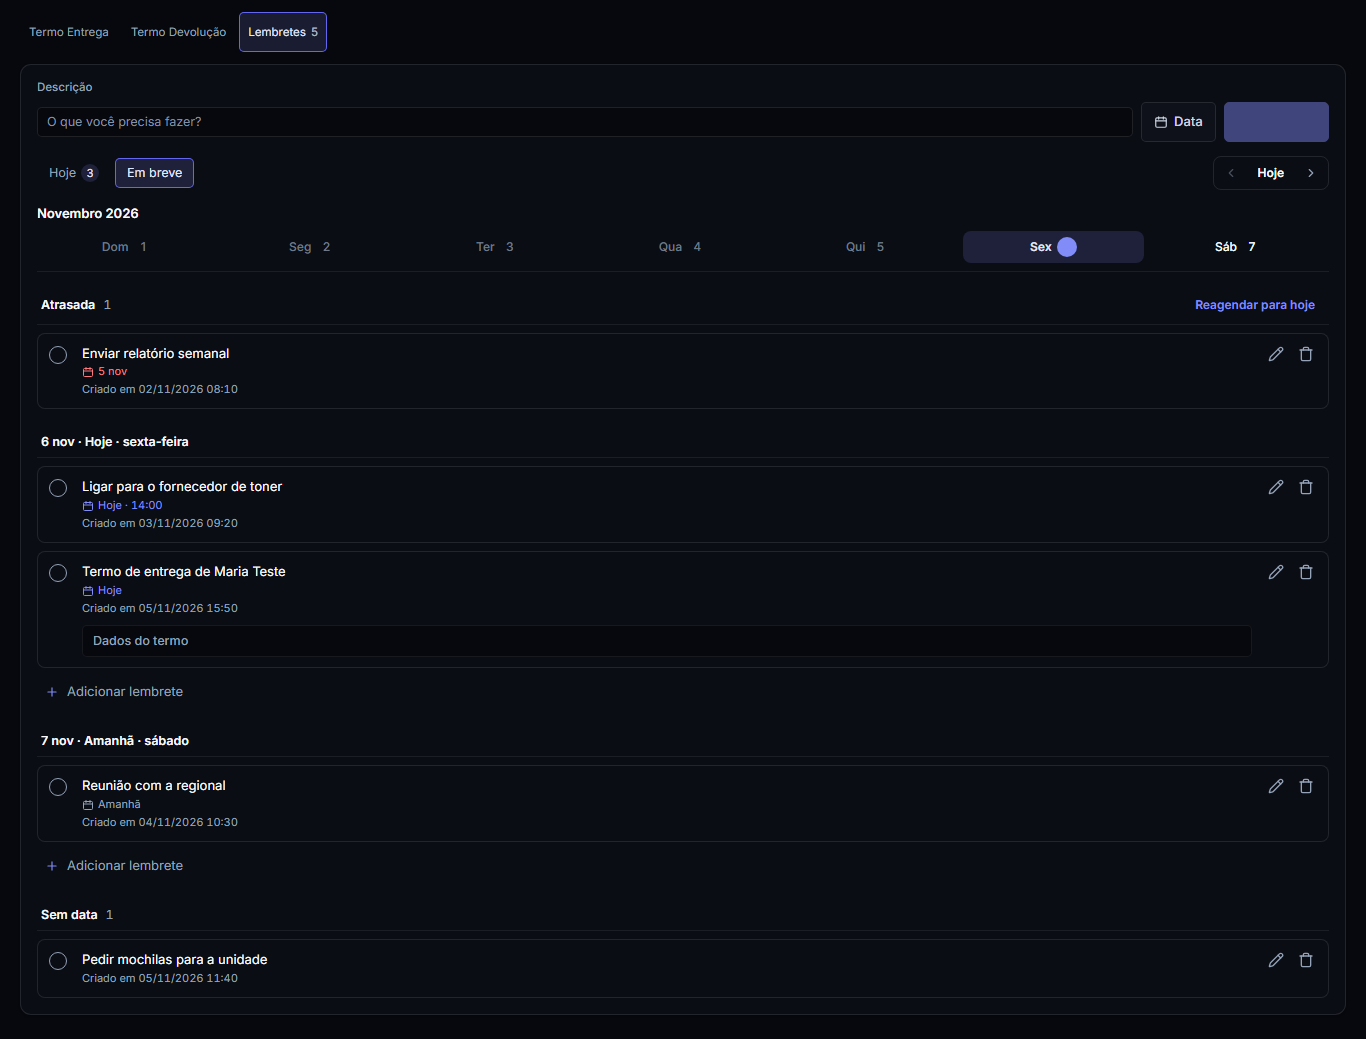 Termo Entrega Termo Devolução Lembretes 5
Descrição
O que você precisa fazer? Data
Hoje 3 Em breve Hoje
Novembro 2026
Dom 1 Seg 2 Ter 3 Qua 4 Qui 5 Sex Sáb 7
Atrasada 1 Reagendar para hoje
Enviar relatório semanal
5 nov
Criado em 02/11/2026 08:10
6 nov · Hoje · sexta-feira
Ligar para o fornecedor de toner
Hoje · 14:00
Criado em 03/11/2026 09:20
Termo de entrega de Maria Teste
Hoje
Criado em 05/11/2026 15:50
Dados do termo
+ Adicionar lembrete
7 nov · Amanhã · sábado
Reunião com a regional
Amanhã
Criado em 04/11/2026 10:30
+ Adicionar lembrete
Sem data 1
Pedir mochilas para a unidade
Criado em 05/11/2026 11:40